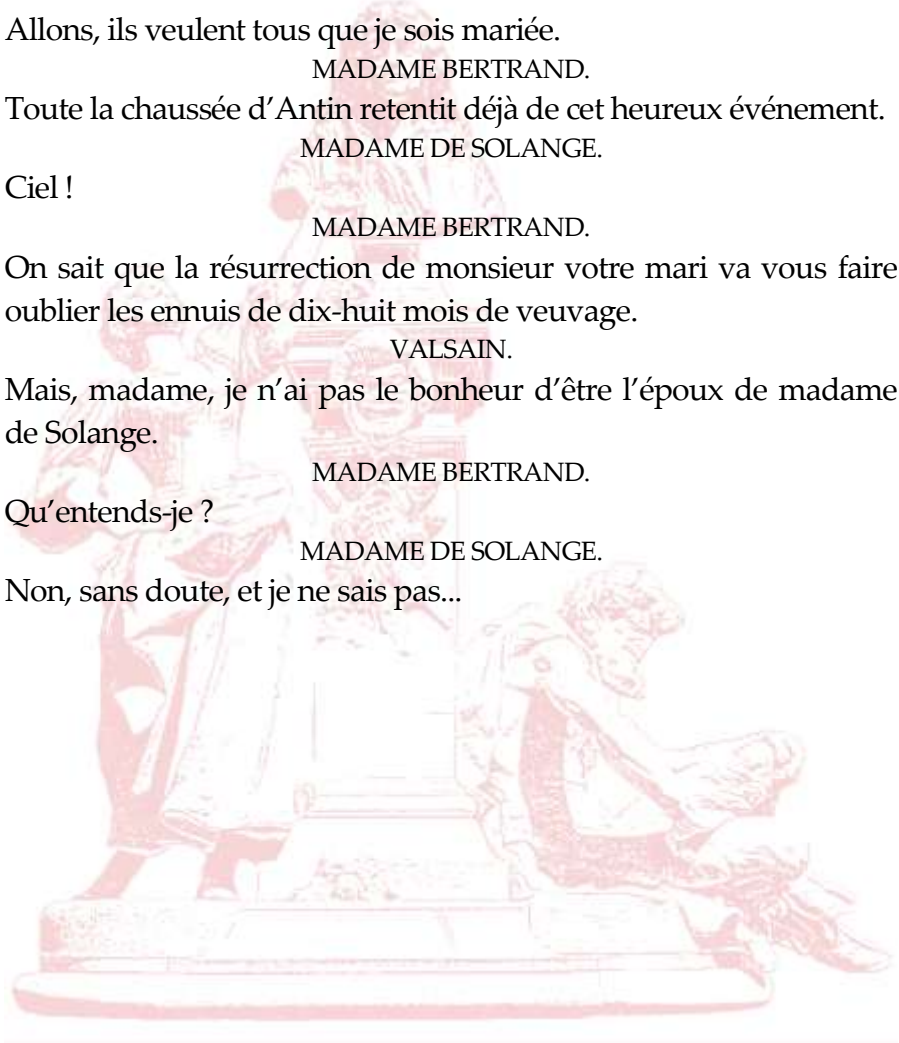 Allons, ils veulent tous que je sois mariée.
MADAME BERTRAND.
Toute la chaussée d’Antin retentit déjà de cet heureux événement.
MADAME DE SOLANGE.
Ciel !
MADAME BERTRAND.
On sait que la résurrection de monsieur votre mari va vous faire
oublier les ennuis de dix-huit mois de veuvage.
VALSAIN.
Mais, madame, je n’ai pas le bonheur d’être l’époux de madame
de Solange.
MADAME BERTRAND.
Qu’entends-je ?
MADAME DE SOLANGE.
Non, sans doute, et je ne sais pas...